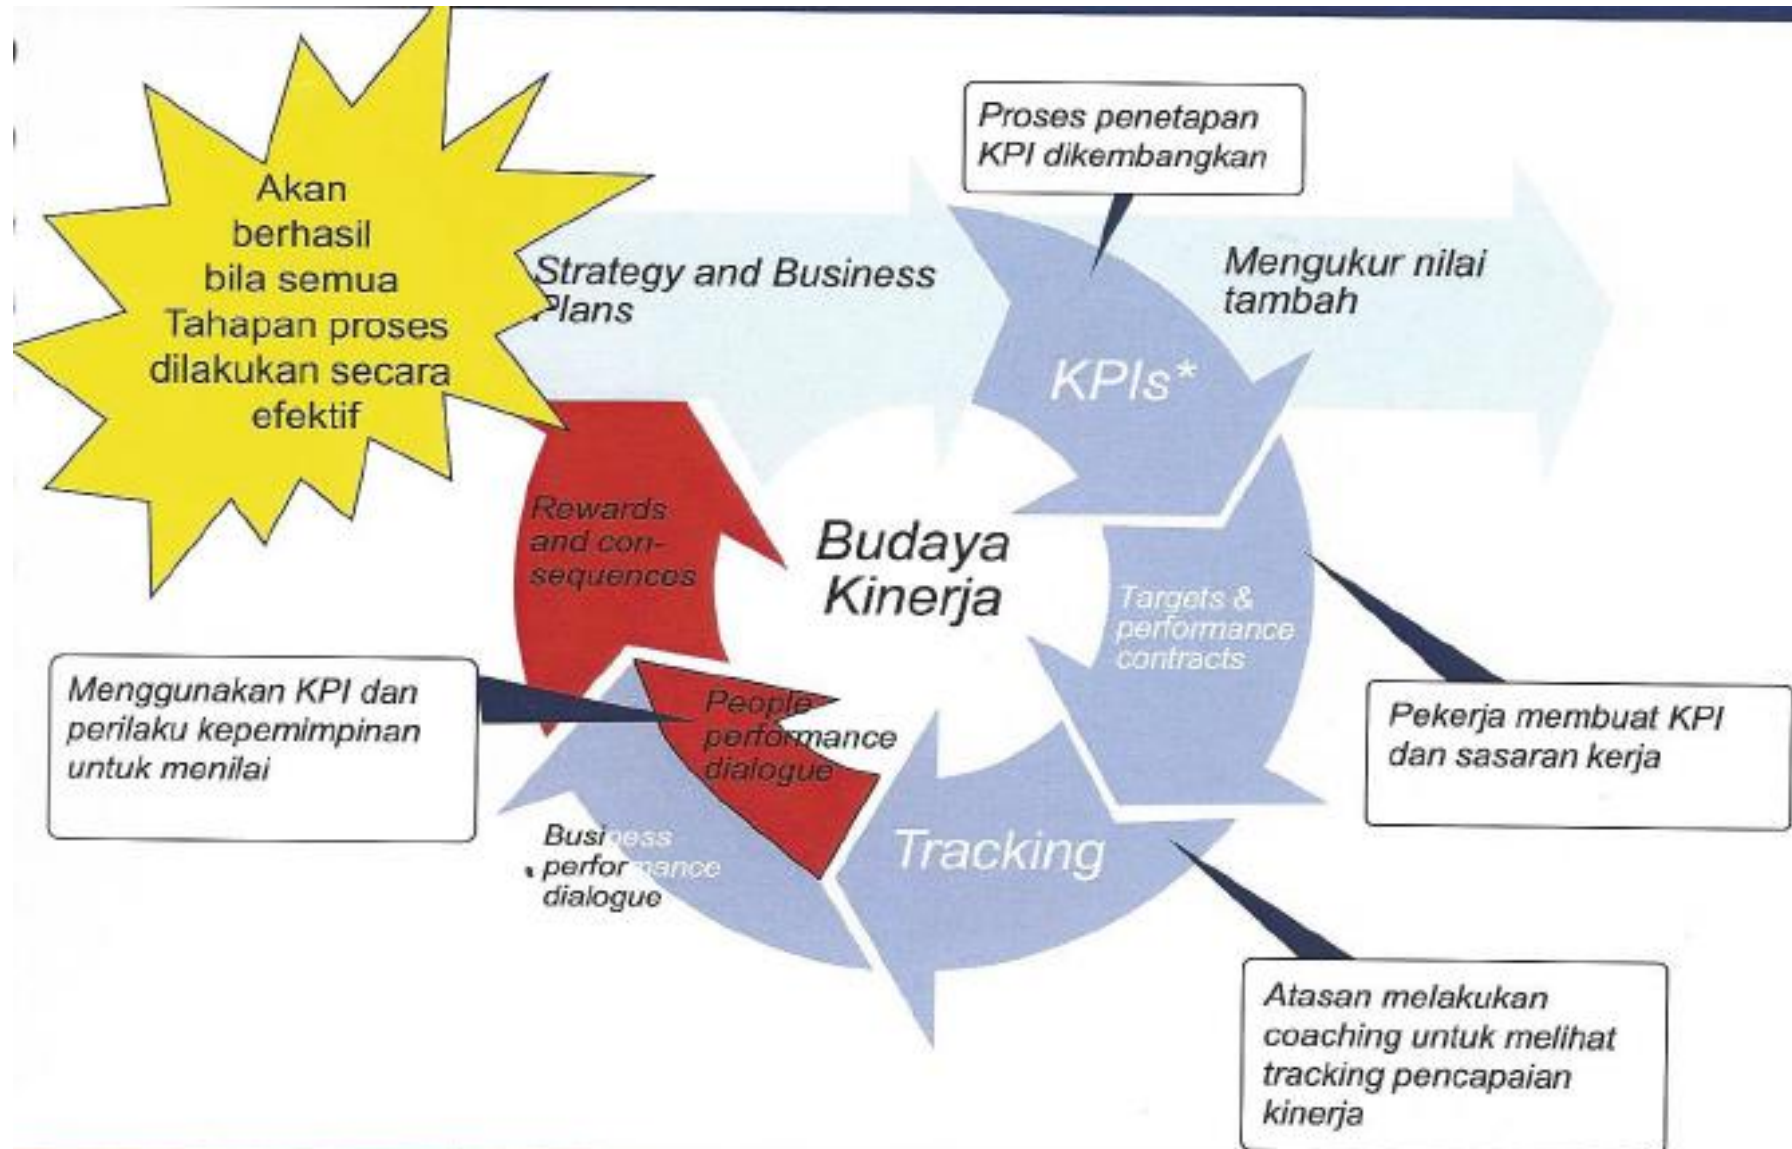 Akan
berhasil
bila semua
Tahapan proses
dilakukan secara
efektif
Strategy and Business
Plans
Proses penetapan
KPI dikembangkan
Mengukur nilai
tambah
KPIs*
Rewards
and con-
sequences
Budaya
Kinerja
Targets &
performance
contracts
Menggunakan KPI dan
perilaku kepemimpinan
untuk menilai
People
performance
dialogue
Pekerja membuat KPI
dan sasaran kerja
Business
performance
dialogue
Tracking
Atasan melakukan
coaching untuk melihat
tracking pencapaian
kinerja